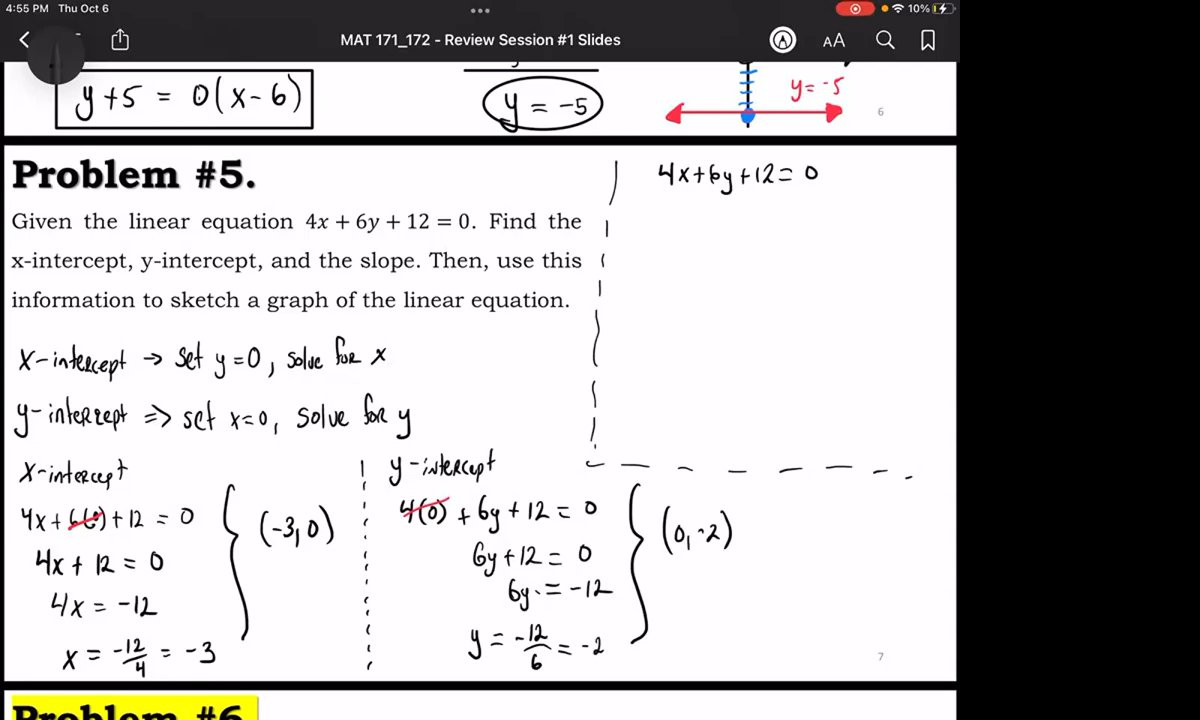 4:55 PM Thu Oct 6
10%
MAT 171_172 - Review Session #1 Slides
AA
y+5 = 0(x-6)
y = -5
y=-5
6
Problem #5.
Given the linear equation 4x + 6y + 12 = 0. Find the
x-intercept, y-intercept, and the slope. Then, use this
information to sketch a graph of the linear equation.
4x+6y+12=0
x-intercept → set y=0, solve for x
y-intercept ⇒ set x=0, solve for y
x-intercept
4x+6(0)+12 = 0
4x + 12 = 0
4x = -12
x = -12/4 = -3
(-3,0)
y-intercept
4(0) + 6y + 12 = 0
6y+12 = 0
6y = -12
y = -12/6 = -2
(0,-2)
7
Problem #6